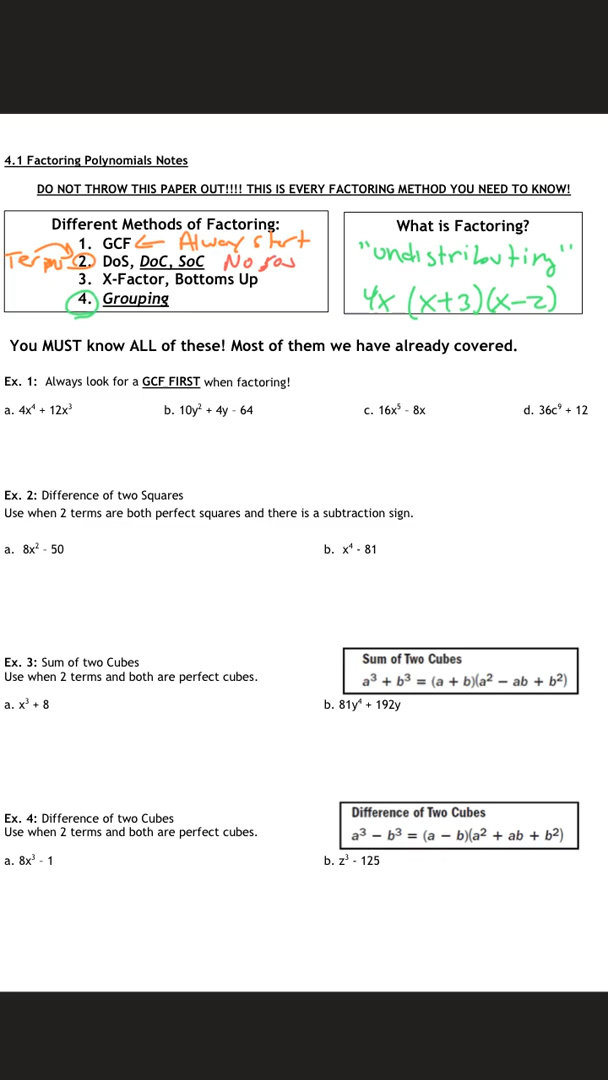 4.1 Factoring Polynomials Notes
DO NOT THROW THIS PAPER OUT!!!! THIS IS EVERY FACTORING METHOD YOU NEED TO KNOW!
Different Methods of Factoring:
1. GCF ← Alway start
Terms 2. DoS, DoC, SoC No SoS
3. X-Factor, Bottoms Up
4. Grouping
What is Factoring?
"undistributing"
4x (x+3)(x-2)
You MUST know ALL of these! Most of them we have already covered.
Ex. 1: Always look for a GCF FIRST when factoring!
a. 4x⁴ + 12x³ b. 10y² + 4y - 64 c. 16x⁵ - 8x d. 36c⁹ + 12
Ex. 2: Difference of two Squares
Use when 2 terms are both perfect squares and there is a subtraction sign.
a. 8x² - 50 b. x⁴ - 81
Ex. 3: Sum of two Cubes
Use when 2 terms and both are perfect cubes.
Sum of Two Cubes
a³ + b³ = (a + b)(a² − ab + b²)
a. x³ + 8 b. 81y⁴ + 192y
Ex. 4: Difference of two Cubes
Use when 2 terms and both are perfect cubes.
Difference of Two Cubes
a³ − b³ = (a − b)(a² + ab + b²)
a. 8x³ - 1 b. z³ - 125